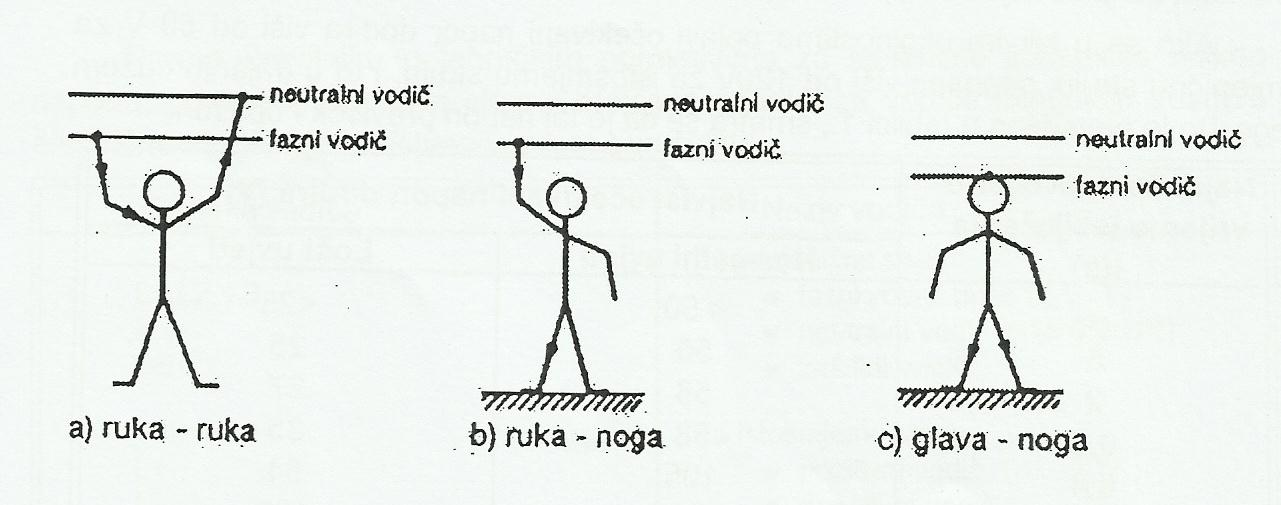 neutralni vodič
fazni vodič
a) ruka - ruka
neutralni vodič
fazni vodič
b) ruka - noga
neutralni vodič
fazni vodič
c) glava - noga